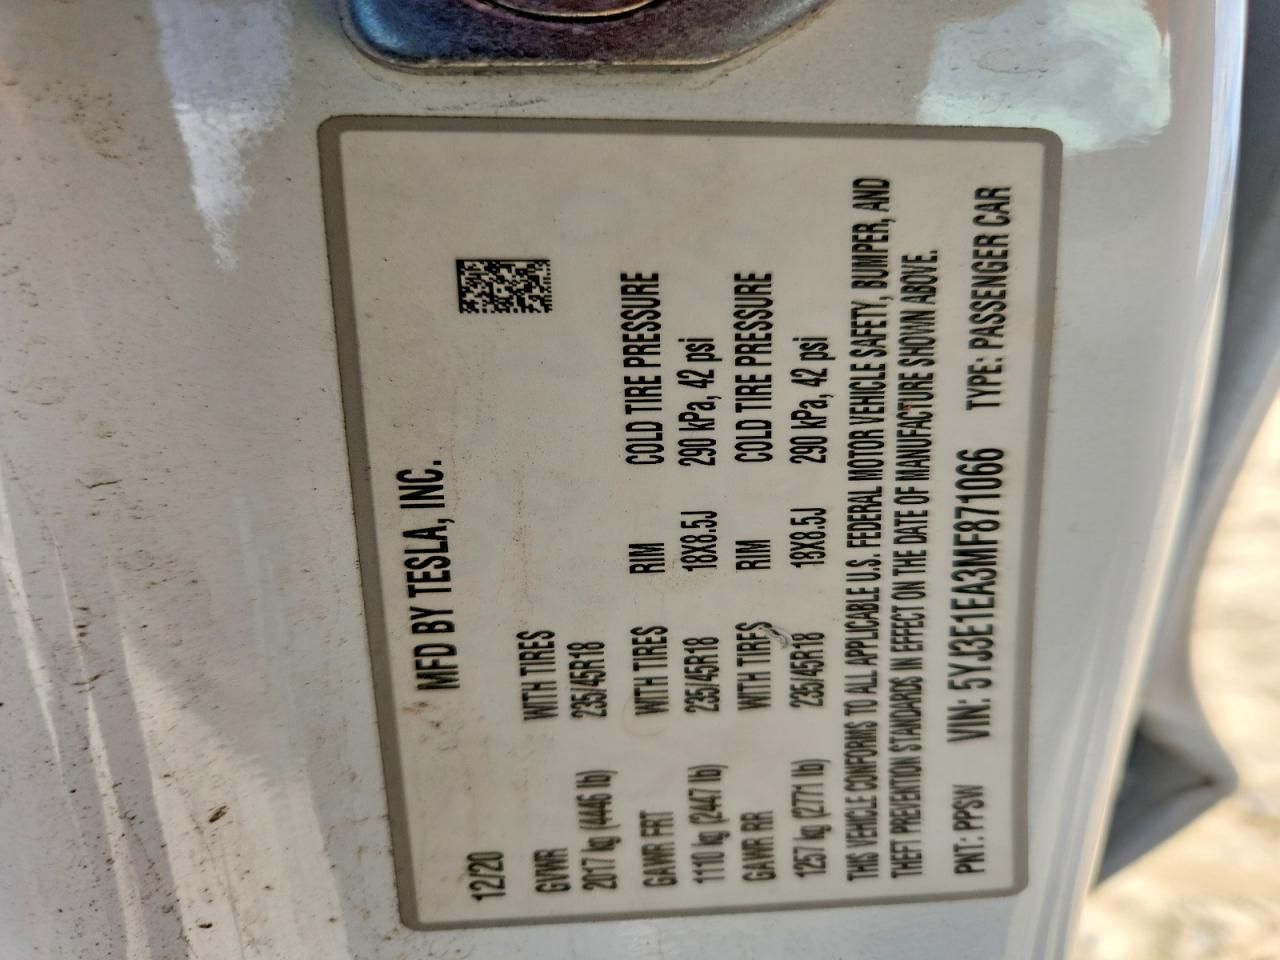 MFD BY TESLA, INC.
12/20
GVWR WITH TIRES
2017 kg (4446 lb) 235/45R18
GAWR FRT WITH TIRES RIM COLD TIRE PRESSURE
1110 kg (2447 lb) 235/45R18 18X8.5J 290 kPa, 42 psi
GAWR RR WITH TIRES RIM COLD TIRE PRESSURE
1257 kg (2771 lb) 235/45R18 18X8.5J 290 kPa, 42 psi
THIS VEHICLE CONFORMS TO ALL APPLICABLE U.S. FEDERAL MOTOR VEHICLE SAFETY, BUMPER, AND
THEFT PREVENTION STANDARDS IN EFFECT ON THE DATE OF MANUFACTURE SHOWN ABOVE.
PNT: PPSW VIN: 5YJ3E1EA3MF871066 TYPE: PASSENGER CAR